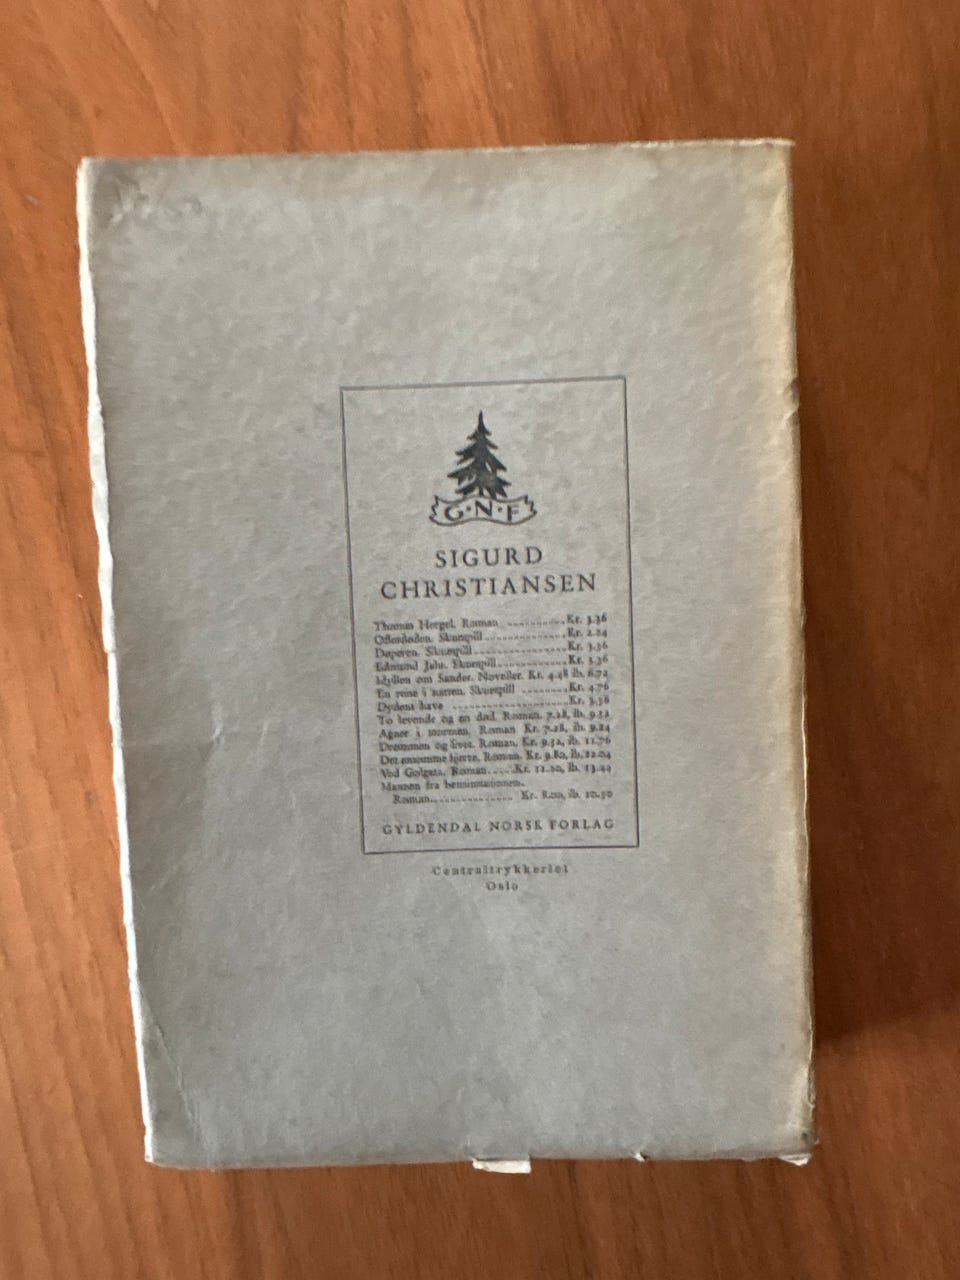 G·N·F
SIGURD
CHRISTIANSEN
Thomas Hergel. Roman ..........Kr. 3.36
Offerdøden. Skuespill...............Kr. 2.24
Døperen. Skuespill.................Kr. 3.36
Edmund Jahr. Skuespill.............Kr. 3.36
Idyllen om Sander. Noveller. Kr. 4.48 ib. 6.72
En reise i natten. Skuespill ........Kr. 4.76
Dydens have ....................Kr. 3.36
To levende og en død. Roman. 7.28, ib. 9.52
Agner i stormen. Roman Kr. 7.28, ib. 9.24
Drømmen og livet. Roman. Kr. 9.52, ib. 11.76
Det ensomme hjerte. Roman. Kr. 9.80, ib. 12.04
Ved Golgata. Roman.....Kr. 11.20, ib. 13.44
Mannen fra bensinstasjonen.
Roman............... Kr. 8.00, ib. 10.50
GYLDENDAL NORSK FORLAG
Centraltrykkeriet
Oslo